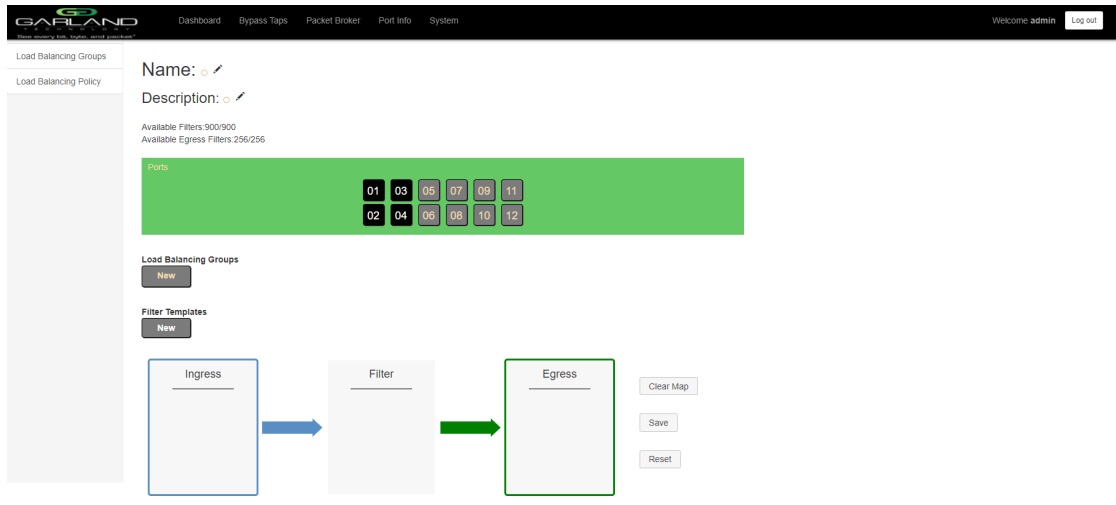 GARLAND
TECHNOLOGY
See every bit, byte, and packet®
Dashboard Bypass Taps Packet Broker Port Info System
Welcome admin Log out
Load Balancing Groups
Load Balancing Policy
Name:
Description:
Available Filters:900/900
Available Egress Filters:256/256
Ports
01 03 05 07 09 11
02 04 06 08 10 12
Load Balancing Groups
New
Filter Templates
New
Ingress Filter Egress
Clear Map
Save
Reset